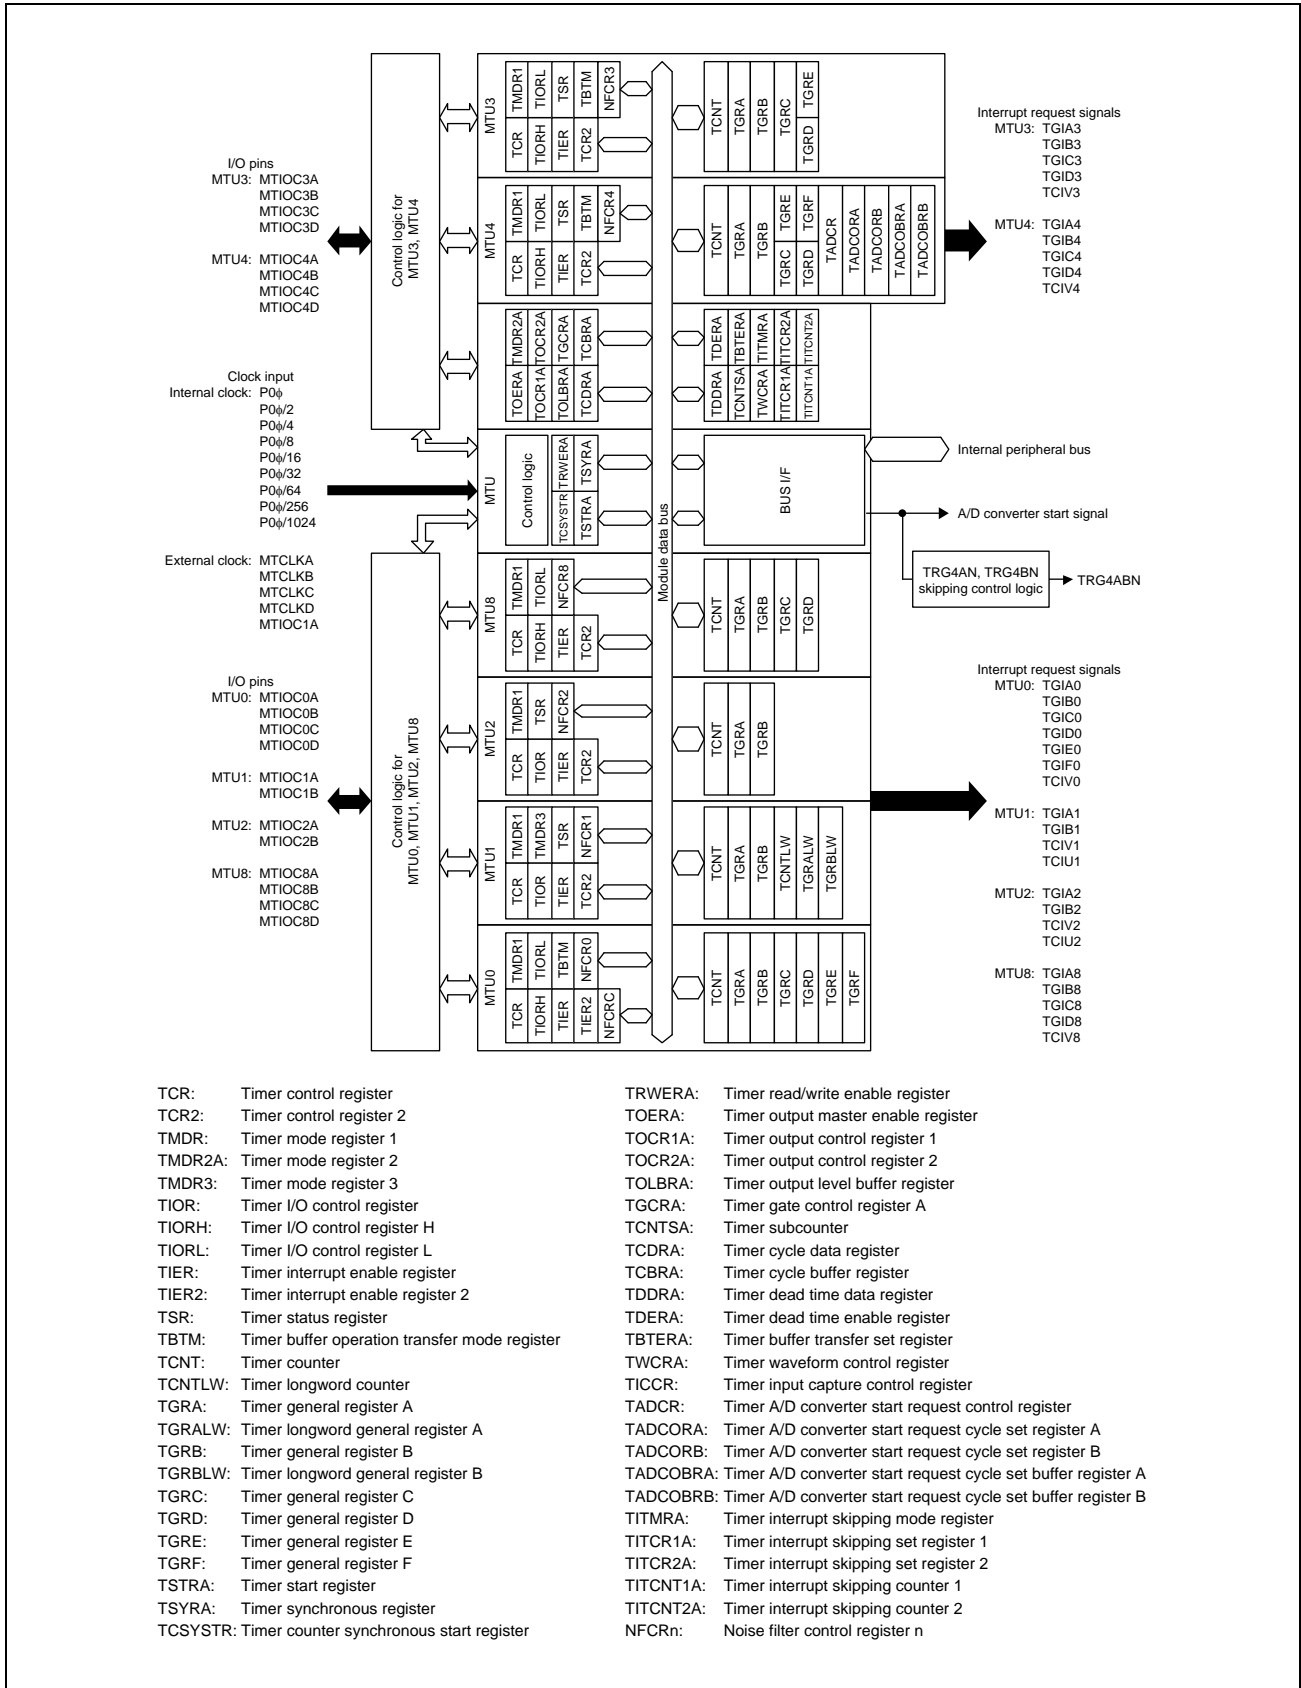 I/O pins
MTU3: MTIOC3A
MTIOC3B
MTIOC3C
MTIOC3D
MTU4: MTIOC4A
MTIOC4B
MTIOC4C
MTIOC4D
Clock input
Internal clock: P0ϕ
P0ϕ/2
P0ϕ/4
P0ϕ/8
P0ϕ/16
P0ϕ/32
P0ϕ/64
P0ϕ/256
P0ϕ/1024
External clock: MTCLKA
MTCLKB
MTCLKC
MTCLKD
MTIOC1A
I/O pins
MTU0: MTIOC0A
MTIOC0B
MTIOC0C
MTIOC0D
MTU1: MTIOC1A
MTIOC1B
MTU2: MTIOC2A
MTIOC2B
MTU8: MTIOC8A
MTIOC8B
MTIOC8C
MTIOC8D
Control logic for
MTU3, MTU4
Control logic for
MTU0, MTU1, MTU2, MTU8
MTU3
TMDR1
TIORL
TSR
TBTM
NFCR3
TCR
TIORH
TIER
TCR2
TCNT
TGRA
TGRB
TGRC
TGRE
TGRD
MTU4
TMDR1
TIORL
TSR
TBTM
NFCR4
TCR
TIORH
TIER
TCR2
TCNT
TGRA
TGRB
TGRE
TGRF
TGRC
TGRD
TADCR
TADCORA
TADCORB
TADCOBRA
TADCOBRB
TMDR2A
TOCR2A
TGCRA
TCBRA
TOERA
TOCR1A
TOLBRA
TCDRA
TDERA
TBTERA
TITMRA
TITCR2A
TITCNT2A
TDDRA
TCNTSA
TWCRA
TITCR1A
TITCNT1A
MTU
Control logic
TRWERA
TSYRA
TCSYSTR
TSTRA
Module data bus
BUS I/F
MTU8
TMDR1
TIORL
NFCR8
TCR
TIORH
TIER
TCR2
TCNT
TGRA
TGRB
TGRC
TGRD
MTU2
TMDR1
TSR
NFCR2
TCR
TIOR
TIER
TCR2
TCNT
TGRA
TGRB
MTU1
TMDR1
TMDR3
TSR
NFCR1
TCR
TIOR
TIER
TCR2
TCNT
TGRA
TGRB
TCNTLW
TGRALW
TGRBLW
MTU0
TMDR1
TIORL
TBTM
NFCR0
TCR
TIORH
TIER
TIER2
NFCRC
TCNT
TGRA
TGRB
TGRC
TGRD
TGRE
TGRF
Interrupt request signals
MTU3: TGIA3
TGIB3
TGIC3
TGID3
TCIV3
MTU4: TGIA4
TGIB4
TGIC4
TGID4
TCIV4
Internal peripheral bus
A/D converter start signal
TRG4AN, TRG4BN
skipping control logic
TRG4ABN
Interrupt request signals
MTU0: TGIA0
TGIB0
TGIC0
TGID0
TGIE0
TGIF0
TCIV0
MTU1: TGIA1
TGIB1
TCIV1
TCIU1
MTU2: TGIA2
TGIB2
TCIV2
TCIU2
MTU8: TGIA8
TGIB8
TGIC8
TGID8
TCIV8
TCR: Timer control register
TCR2: Timer control register 2
TMDR: Timer mode register 1
TMDR2A: Timer mode register 2
TMDR3: Timer mode register 3
TIOR: Timer I/O control register
TIORH: Timer I/O control register H
TIORL: Timer I/O control register L
TIER: Timer interrupt enable register
TIER2: Timer interrupt enable register 2
TSR: Timer status register
TBTM: Timer buffer operation transfer mode register
TCNT: Timer counter
TCNTLW: Timer longword counter
TGRA: Timer general register A
TGRALW: Timer longword general register A
TGRB: Timer general register B
TGRBLW: Timer longword general register B
TGRC: Timer general register C
TGRD: Timer general register D
TGRE: Timer general register E
TGRF: Timer general register F
TSTRA: Timer start register
TSYRA: Timer synchronous register
TCSYSTR: Timer counter synchronous start register
TRWERA: Timer read/write enable register
TOERA: Timer output master enable register
TOCR1A: Timer output control register 1
TOCR2A: Timer output control register 2
TOLBRA: Timer output level buffer register
TGCRA: Timer gate control register A
TCNTSA: Timer subcounter
TCDRA: Timer cycle data register
TCBRA: Timer cycle buffer register
TDDRA: Timer dead time data register
TDERA: Timer dead time enable register
TBTERA: Timer buffer transfer set register
TWCRA: Timer waveform control register
TICCR: Timer input capture control register
TADCR: Timer A/D converter start request control register
TADCORA: Timer A/D converter start request cycle set register A
TADCORB: Timer A/D converter start request cycle set register B
TADCOBRA: Timer A/D converter start request cycle set buffer register A
TADCOBRB: Timer A/D converter start request cycle set buffer register B
TITMRA: Timer interrupt skipping mode register
TITCR1A: Timer interrupt skipping set register 1
TITCR2A: Timer interrupt skipping set register 2
TITCNT1A: Timer interrupt skipping counter 1
TITCNT2A: Timer interrupt skipping counter 2
NFCRn: Noise filter control register n